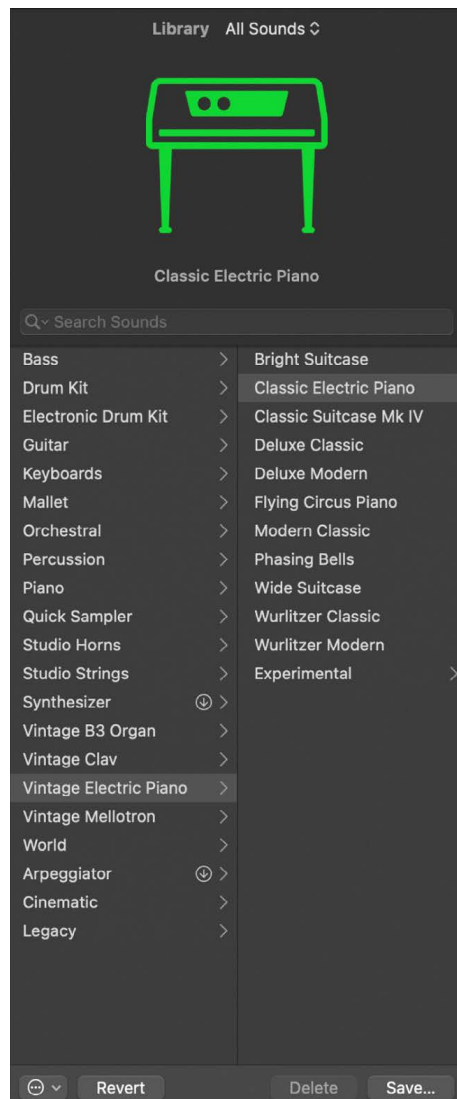 Library All Sounds
Classic Electric Piano
Search Sounds
Bass
Drum Kit
Electronic Drum Kit
Guitar
Keyboards
Mallet
Orchestral
Percussion
Piano
Quick Sampler
Studio Horns
Studio Strings
Synthesizer
Vintage B3 Organ
Vintage Clav
Vintage Electric Piano
Vintage Mellotron
World
Arpeggiator
Cinematic
Legacy
Bright Suitcase
Classic Electric Piano
Classic Suitcase Mk IV
Deluxe Classic
Deluxe Modern
Flying Circus Piano
Modern Classic
Phasing Bells
Wide Suitcase
Wurlitzer Classic
Wurlitzer Modern
Experimental
Revert Delete Save...